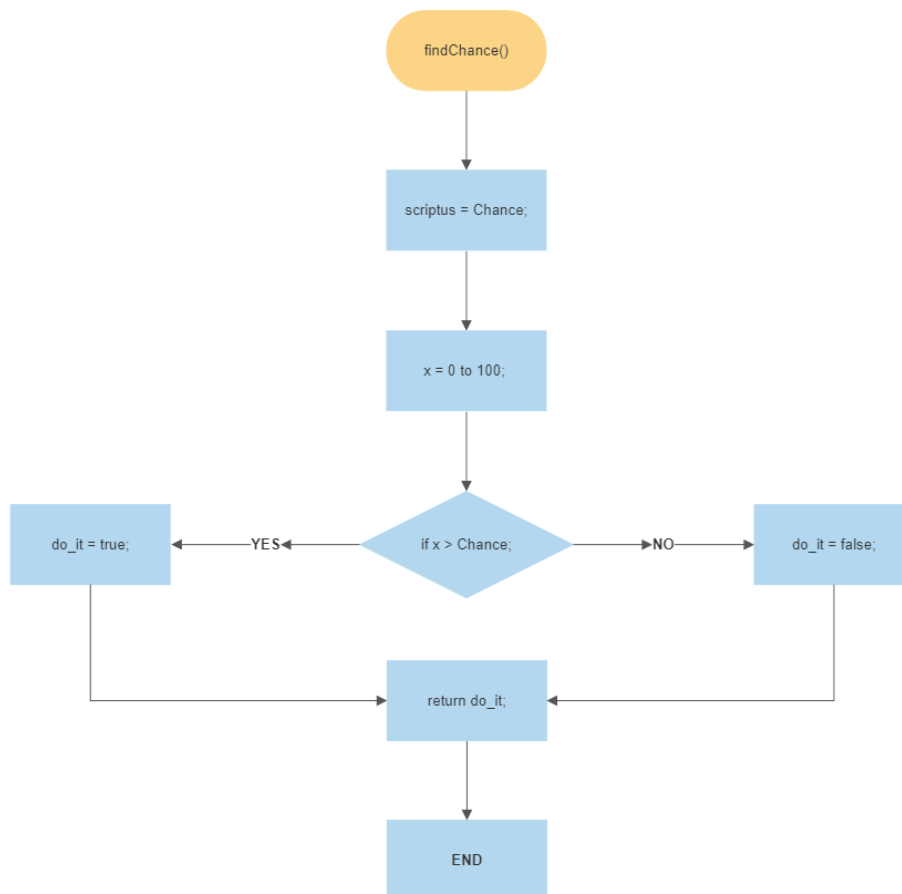 findChance()
scriptus = Chance;
x = 0 to 100;
do_it = true;
YES
if x > Chance;
NO
do_it = false;
return do_it;
END